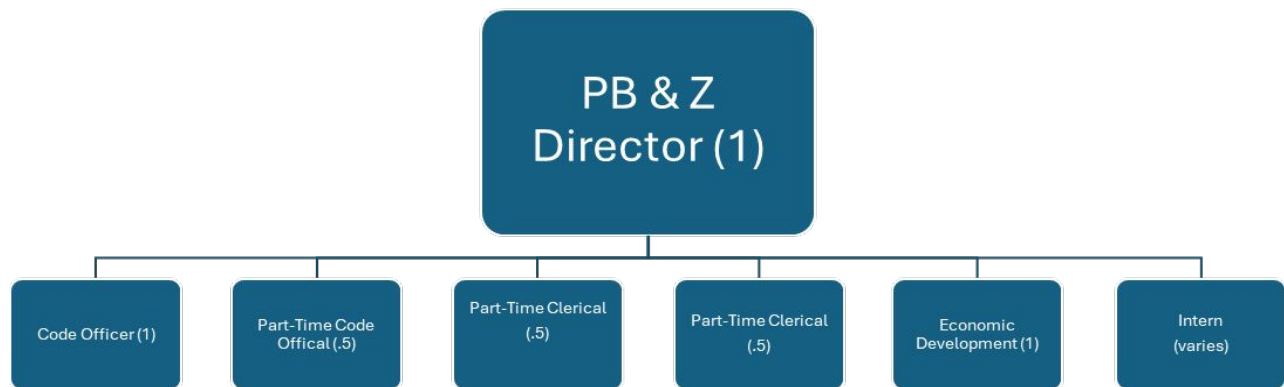 PB & Z
Director (1)
Code Officer (1)
Part-Time Code
Offical (.5)
Part-Time Clerical
(.5)
Part-Time Clerical
(.5)
Economic
Development (1)
Intern
(varies)